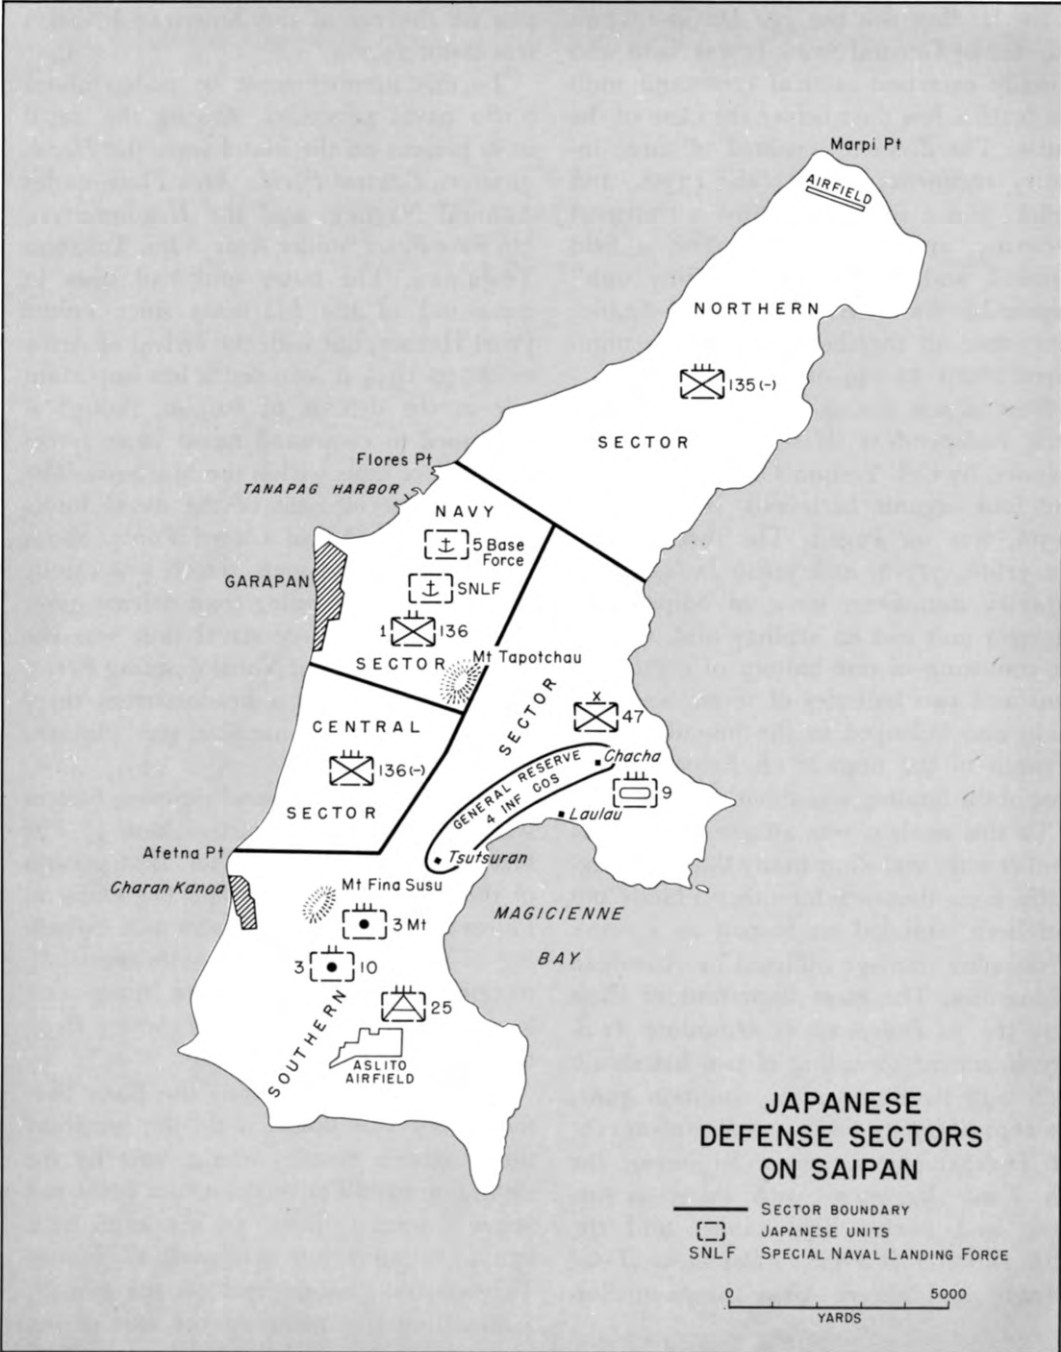 Marpi Pt
AIRFIELD
NORTHERN
135(-)
SECTOR
Flores Pt
TANAPAG HARBOR
NAVY
5 Base
Force
GARAPAN
SNLF
1 136
SECTOR
Mt Tapotchau
SECTOR
X
47
CENTRAL
Chacha
136(-)
GENERAL RESERVE
4 INF COS
9
SECTOR
Laulau
Afetna Pt
Tsutsuran
Charan Kanoa
Mt Fina Susu
MAGICIENNE
3 Mt
BAY
3 10
25
SOUTHERN
ASLITO
AIRFIELD
JAPANESE
DEFENSE SECTORS
ON SAIPAN
SECTOR BOUNDARY
JAPANESE UNITS
SNLF SPECIAL NAVAL LANDING FORCE
0 5000
YARDS